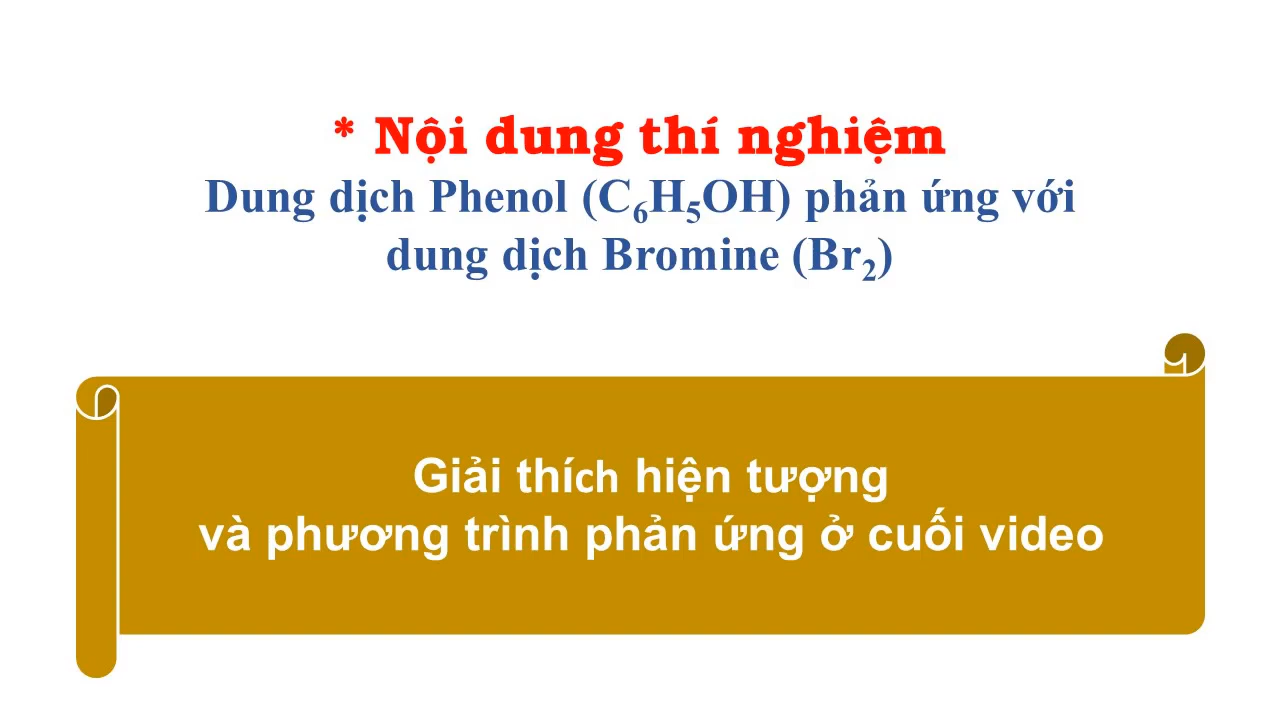 * Nội dung thí nghiệm
Dung dịch Phenol (C₆H₅OH) phản ứng với
dung dịch Bromine (Br₂)
Giải thích hiện tượng
và phương trình phản ứng ở cuối video